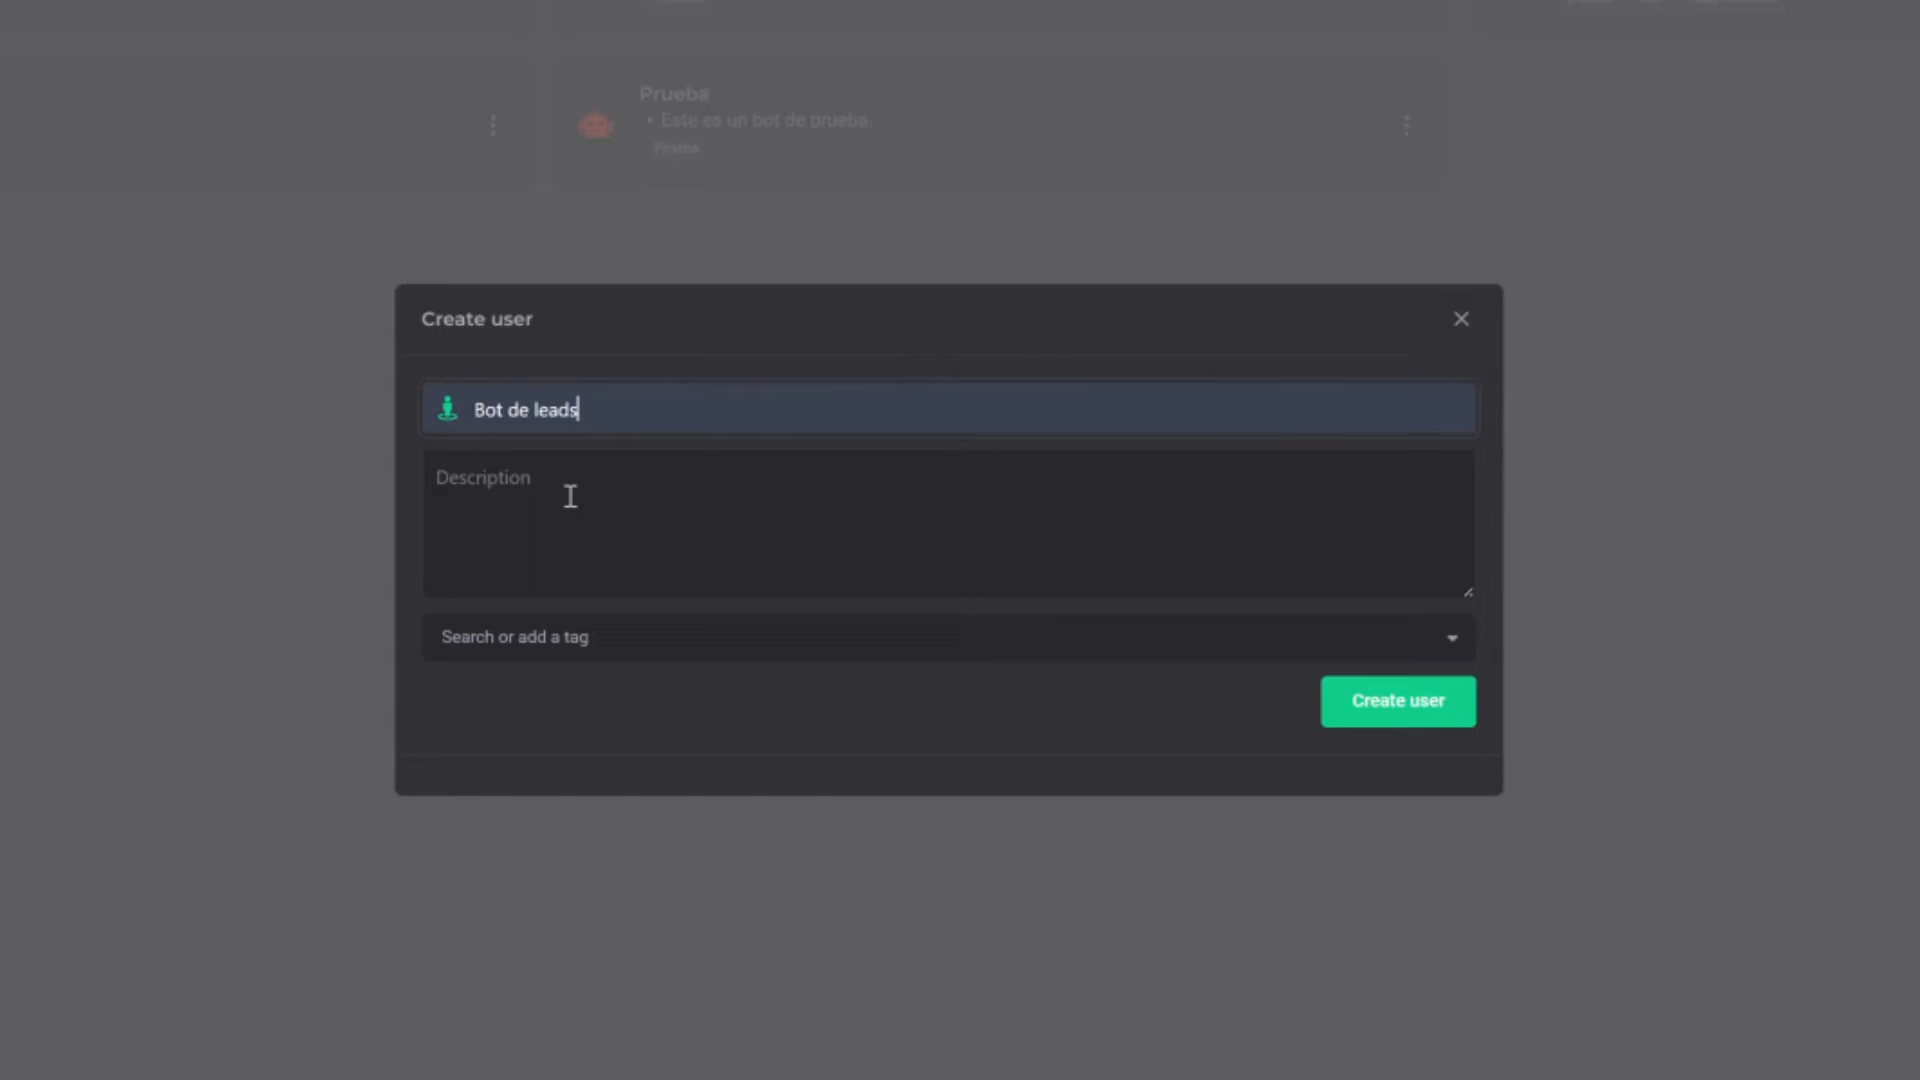 Prueba
• Este es un bot de prueba.
Prueba
Create user
Bot de leads
Description
Search or add a tag
Create user